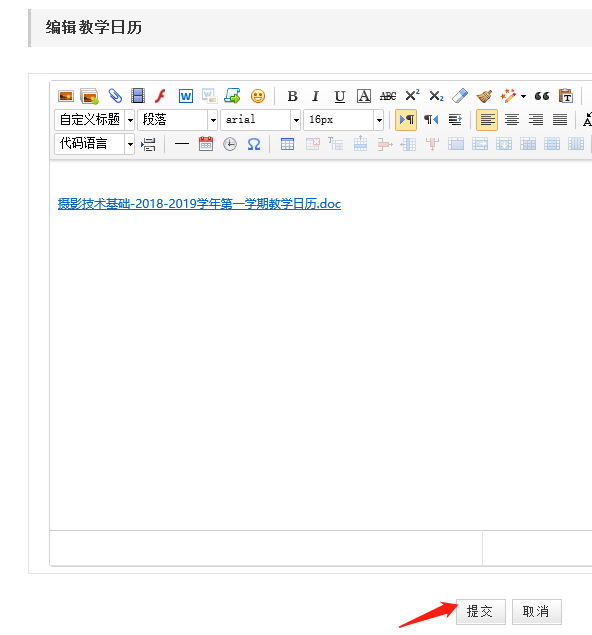 编辑教学日历
B I U A ABC X² X₂
自定义标题 段落 arial 16px
代码语言
摄影技术基础-2018-2019学年第一学期教学日历.doc
提交 取消